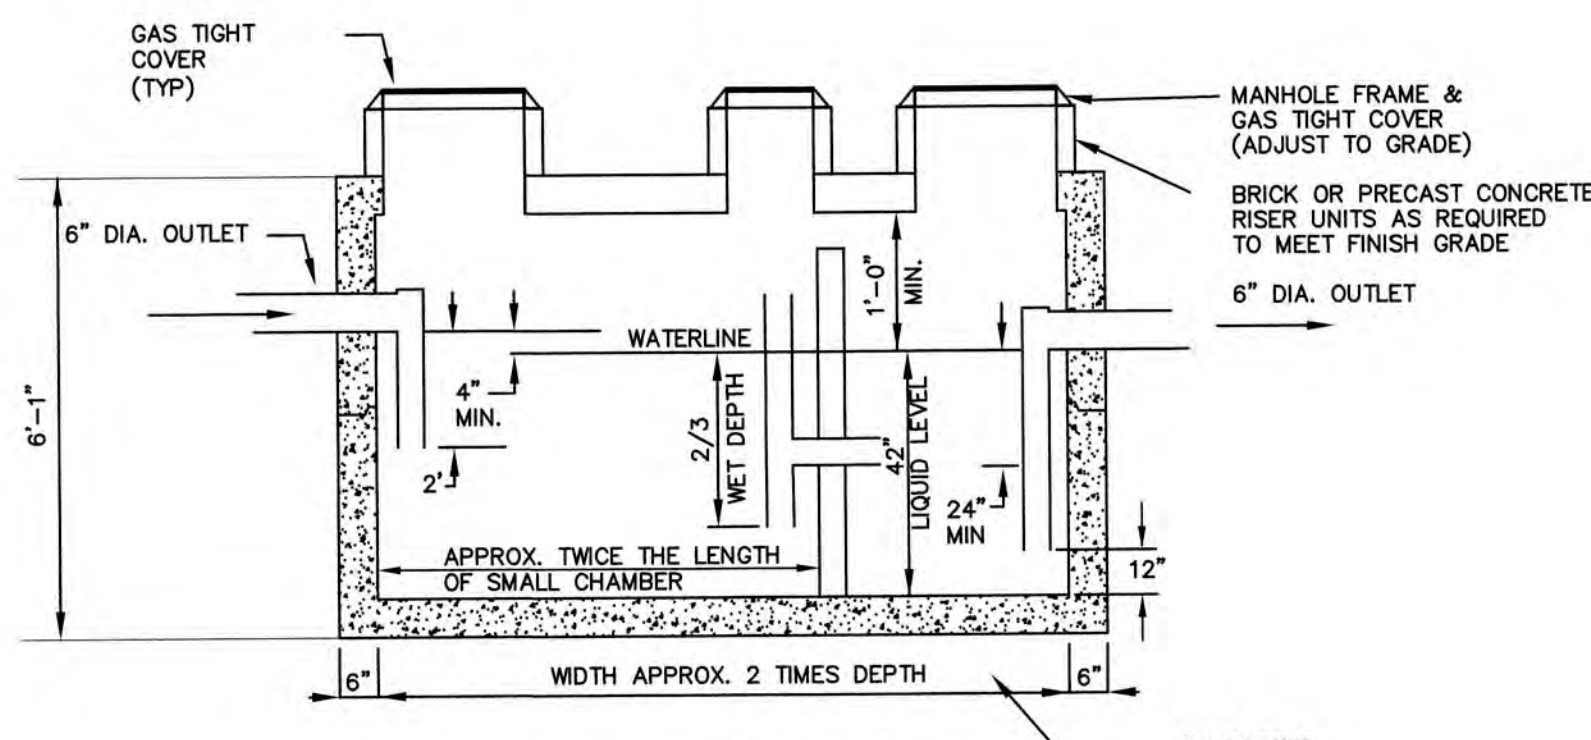 GAS TIGHT
COVER
(TYP)
MANHOLE FRAME &
GAS TIGHT COVER
(ADJUST TO GRADE)
BRICK OR PRECAST CONCRETE
RISER UNITS AS REQUIRED
TO MEET FINISH GRADE
6" DIA. OUTLET
6" DIA. OUTLET
1'-0"
MIN.
WATERLINE
4"
MIN.
6'-1"
2/3
WET DEPTH
42"
LIQUID LEVEL
2'
24"
MIN
APPROX. TWICE THE LENGTH
OF SMALL CHAMBER
12"
6"
WIDTH APPROX. 2 TIMES DEPTH
6"